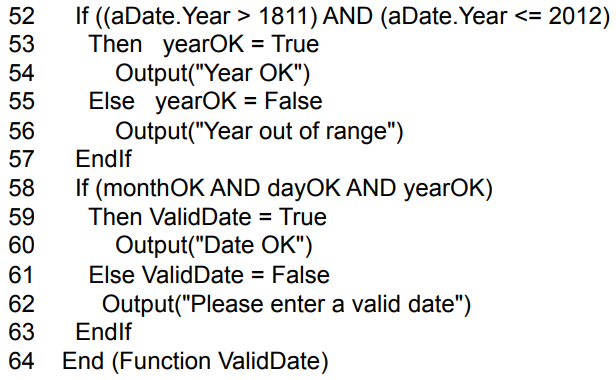 52 If ((aDate.Year > 1811) AND (aDate.Year <= 2012)
53 Then yearOK = True
54 Output("Year OK")
55 Else yearOK = False
56 Output("Year out of range")
57 EndIf
58 If (monthOK AND dayOK AND yearOK)
59 Then ValidDate = True
60 Output("Date OK")
61 Else ValidDate = False
62 Output("Please enter a valid date")
63 EndIf
64 End (Function ValidDate)